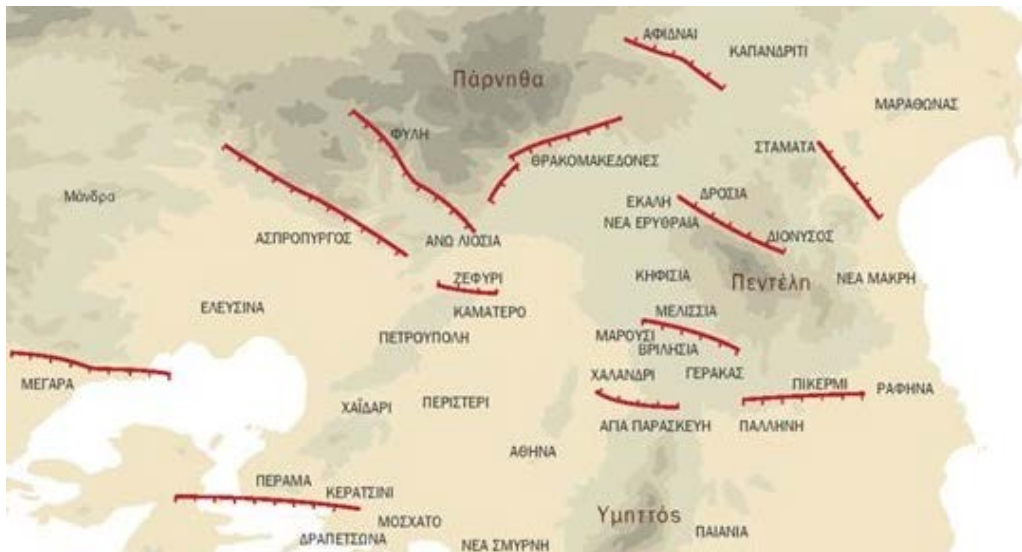 ΑΦΙΔΝΑΙ
ΚΑΠΑΝΔΡΙΤΙ
Πάρνηθα
ΜΑΡΑΘΩΝΑΣ
ΦΥΛΗ
ΣΤΑΜΑΤΑ
ΘΡΑΚΟΜΑΚΕΔΟΝΕΣ
Μάνδρα
ΔΡΟΣΙΑ
ΕΚΑΛΗ
ΝΕΑ ΕΡΥΘΡΑΙΑ
ΑΣΠΡΟΠΥΡΓΟΣ
ΑΝΩ ΛΙΟΣΙΑ
ΔΙΟΝΥΣΟΣ
ΖΕΦΥΡΙ
ΚΗΦΙΣΙΑ
Πεντέλη
ΝΕΑ ΜΑΚΡΗ
ΕΛΕΥΣΙΝΑ
ΚΑΜΑΤΕΡΟ
ΜΕΛΙΣΣΙΑ
ΠΕΤΡΟΥΠΟΛΗ
ΜΑΡΟΥΣΙ
ΒΡΙΛΗΣΙΑ
ΜΕΓΑΡΑ
ΧΑΛΑΝΔΡΙ
ΓΕΡΑΚΑΣ
ΠΙΚΕΡΜΙ
ΡΑΦΗΝΑ
ΧΑΪΔΑΡΙ
ΠΕΡΙΣΤΕΡΙ
ΑΓΙΑ ΠΑΡΑΣΚΕΥΗ
ΠΑΛΛΗΝΗ
ΑΘΗΝΑ
ΠΕΡΑΜΑ
ΚΕΡΑΤΣΙΝΙ
ΜΟΣΧΑΤΟ
Υμηττός
ΠΑΙΑΝΙΑ
ΔΡΑΠΕΤΣΩΝΑ
ΝΕΑ ΣΜΥΡΝΗ